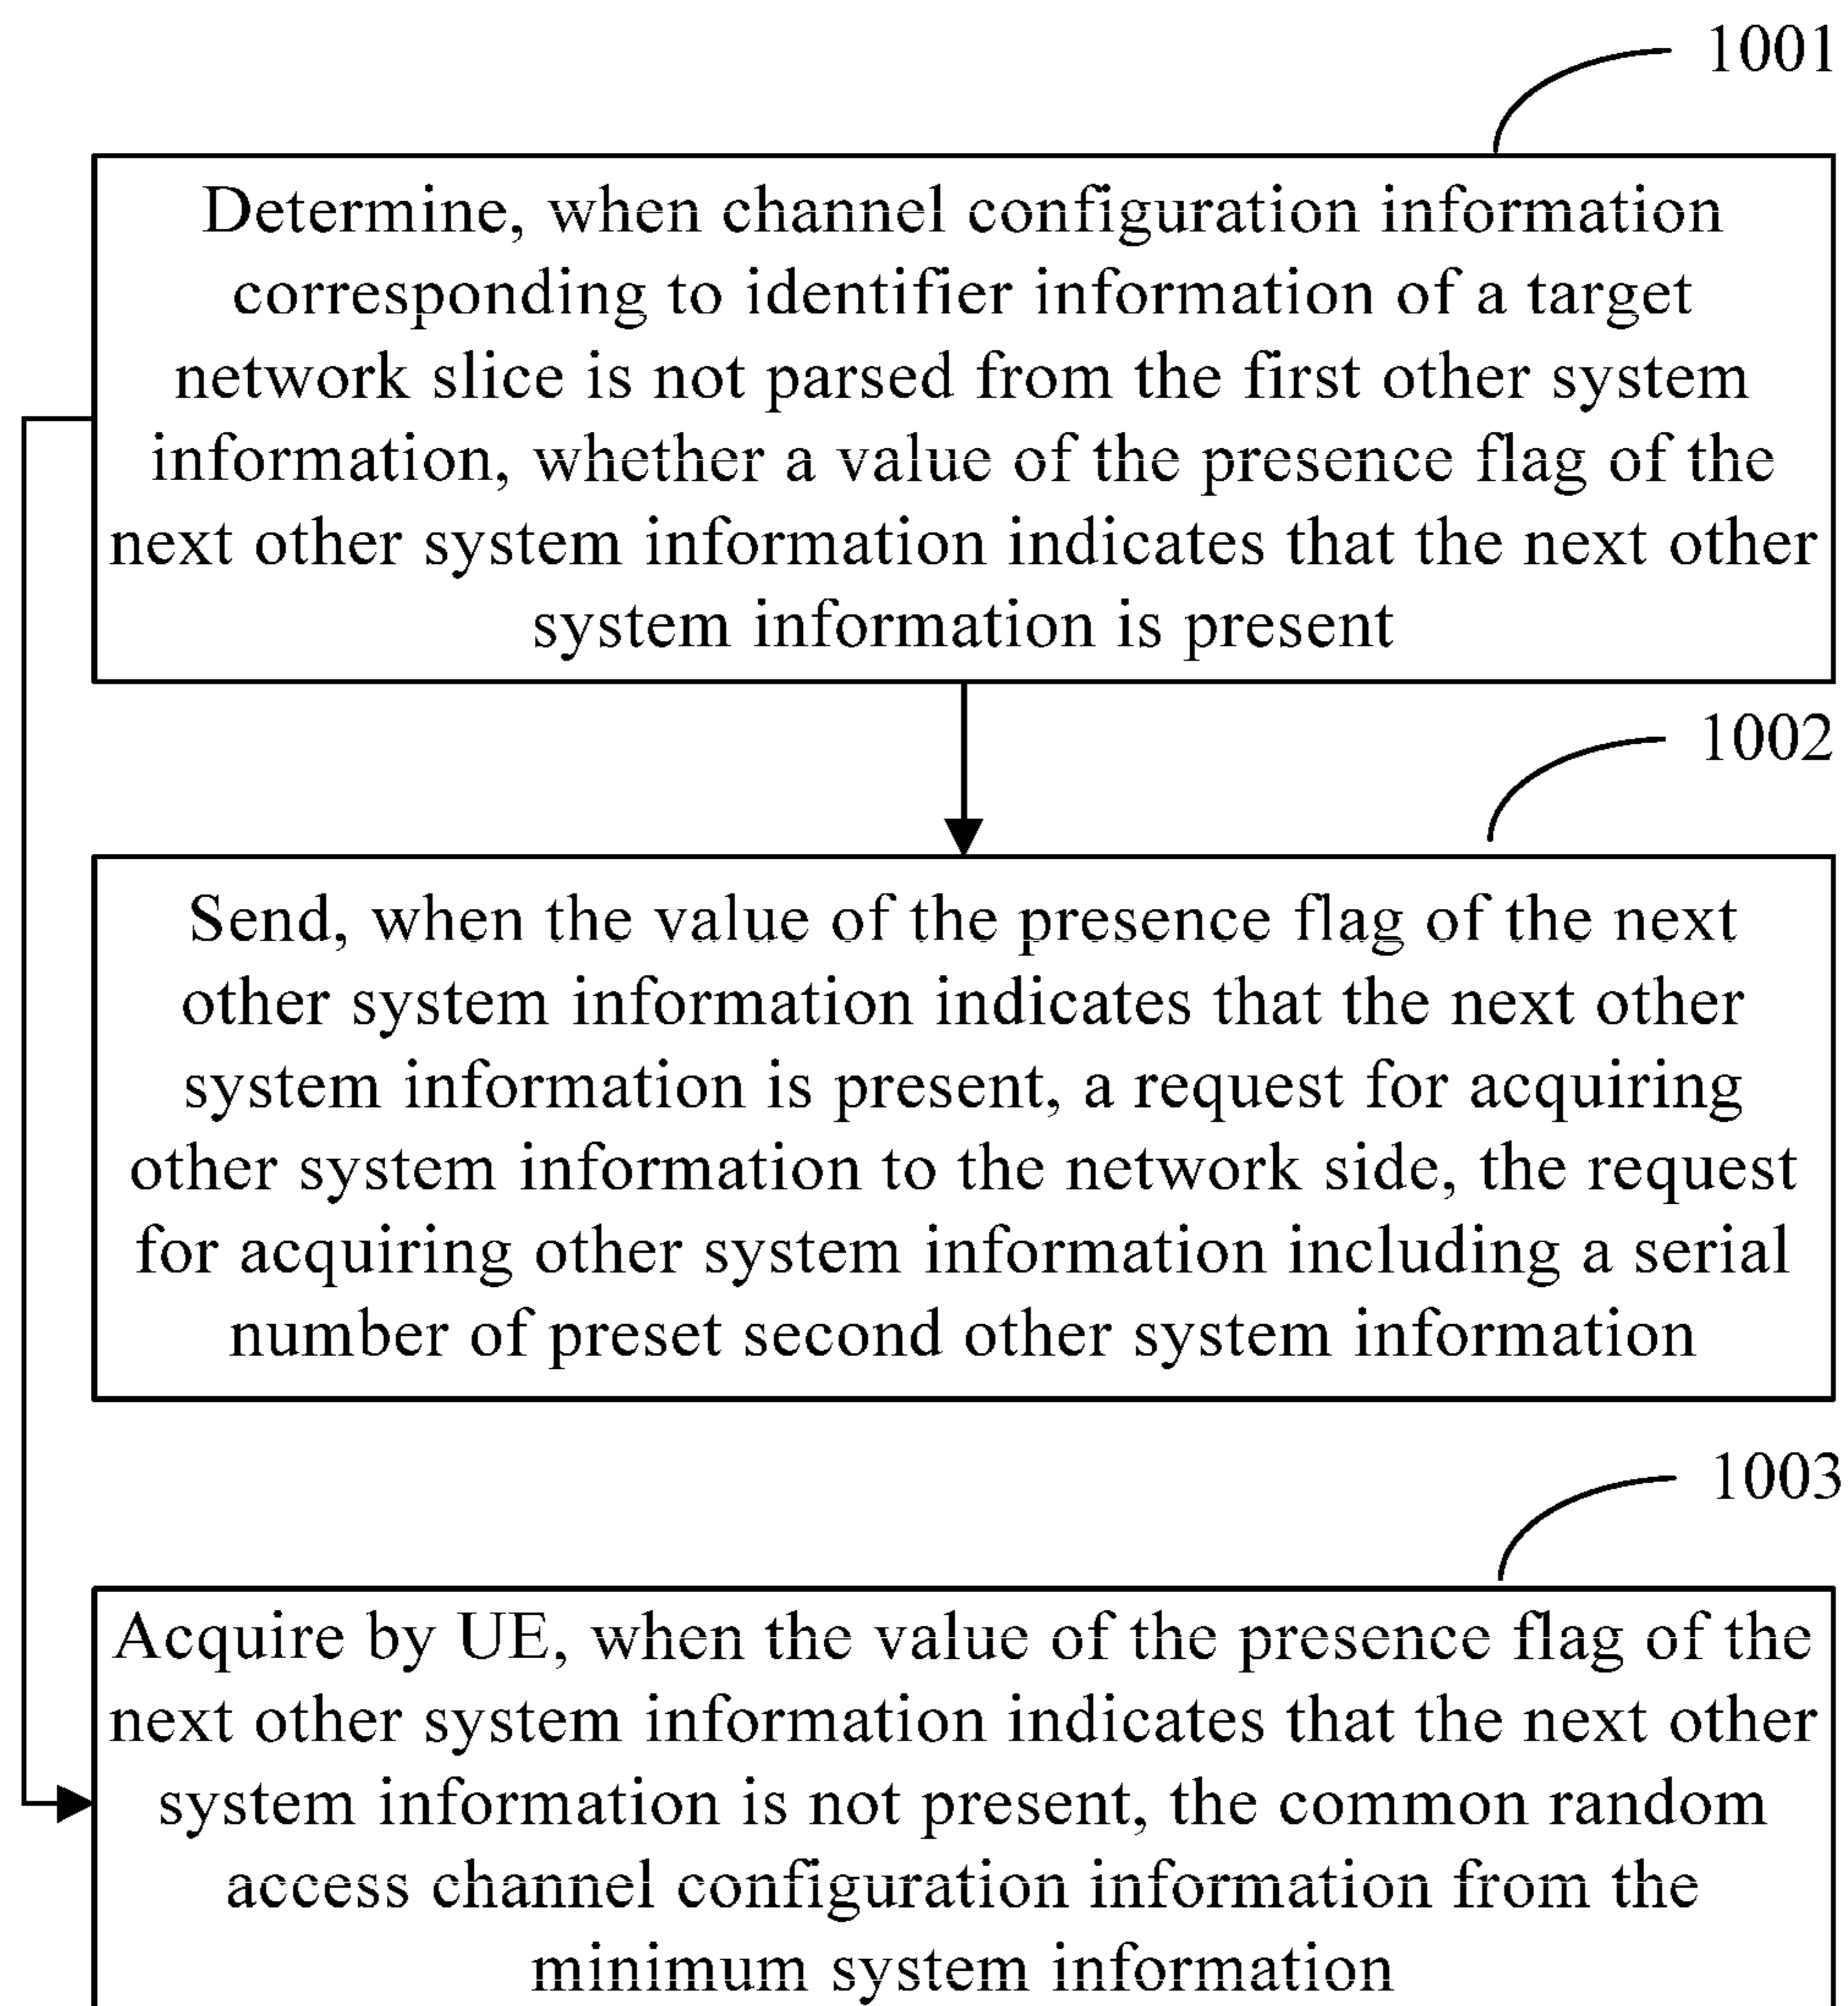 1001
Determine, when channel configuration information
corresponding to identifier information of a target
network slice is not parsed from the first other system
information, whether a value of the presence flag of the
next other system information indicates that the next other
system information is present
1002
Send, when the value of the presence flag of the next
other system information indicates that the next other
system information is present, a request for acquiring
other system information to the network side, the request
for acquiring other system information including a serial
number of preset second other system information
1003
Acquire by UE, when the value of the presence flag of the
next other system information indicates that the next other
system information is not present, the common random
access channel configuration information from the
minimum system information